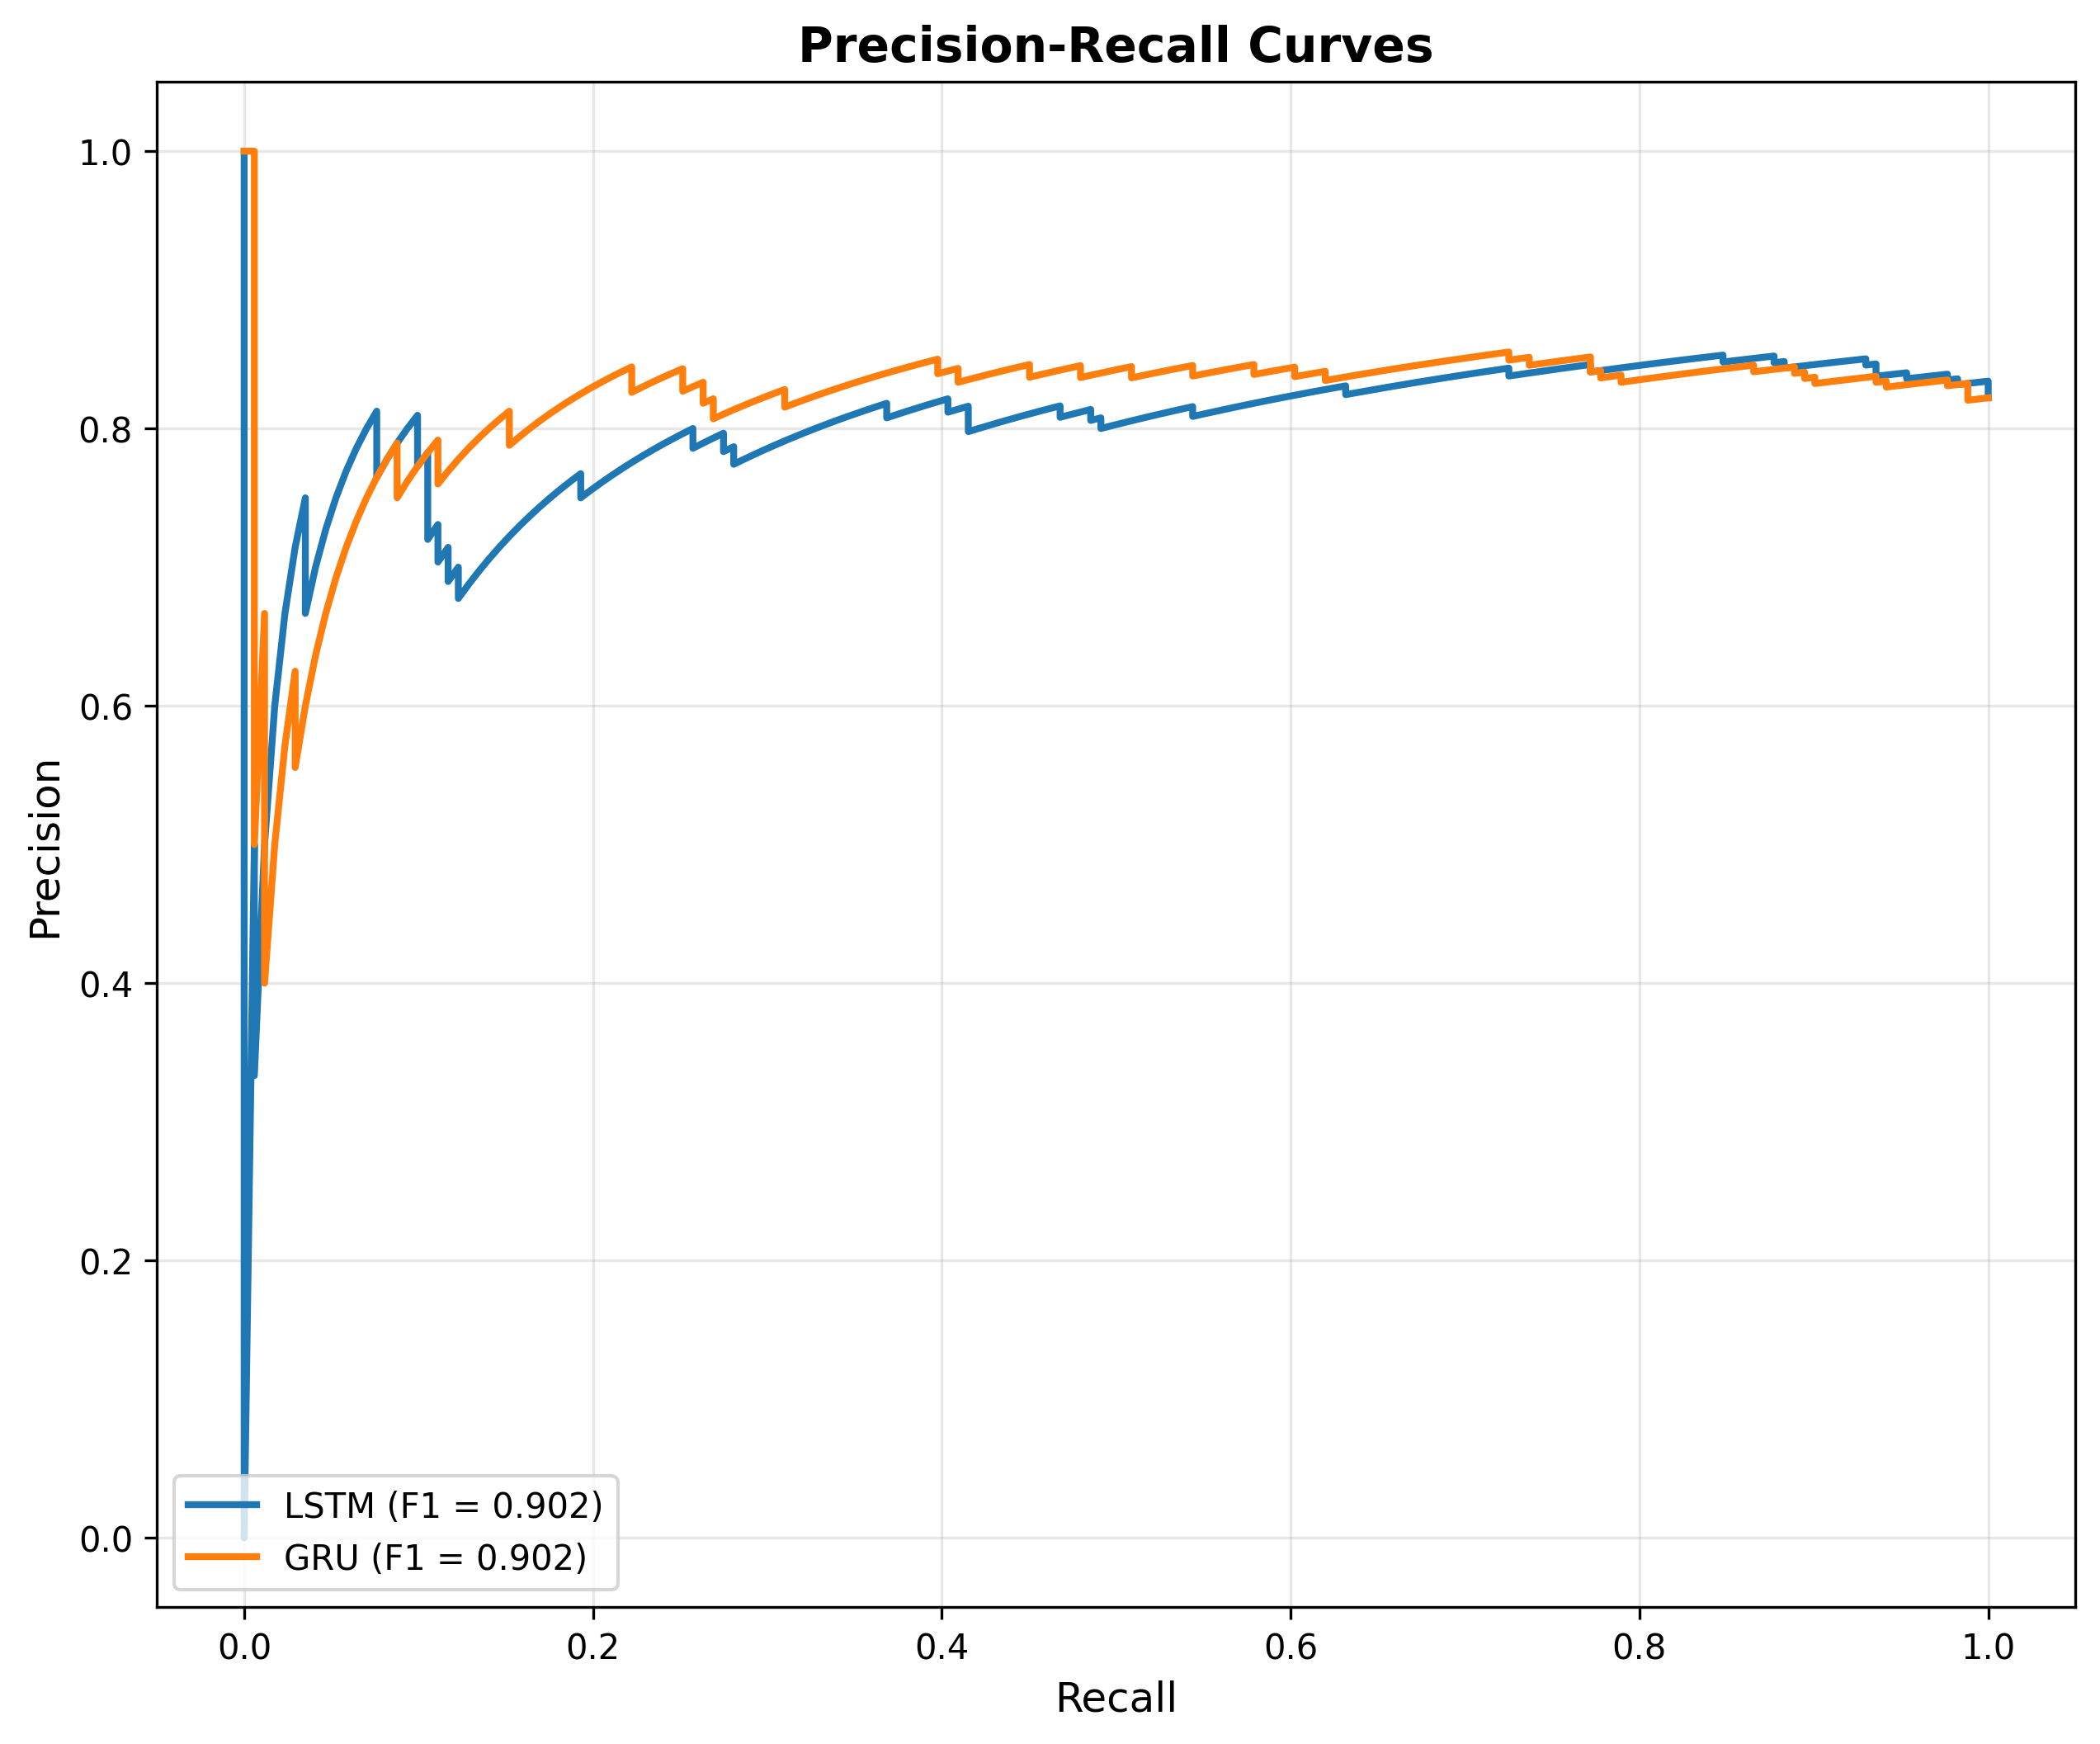 Precision-Recall Curves
Precision
1.0
0.8
0.6
0.4
0.2
0.0
LSTM (F1 = 0.902)
GRU (F1 = 0.902)
0.0 0.2 0.4 0.6 0.8 1.0
Recall